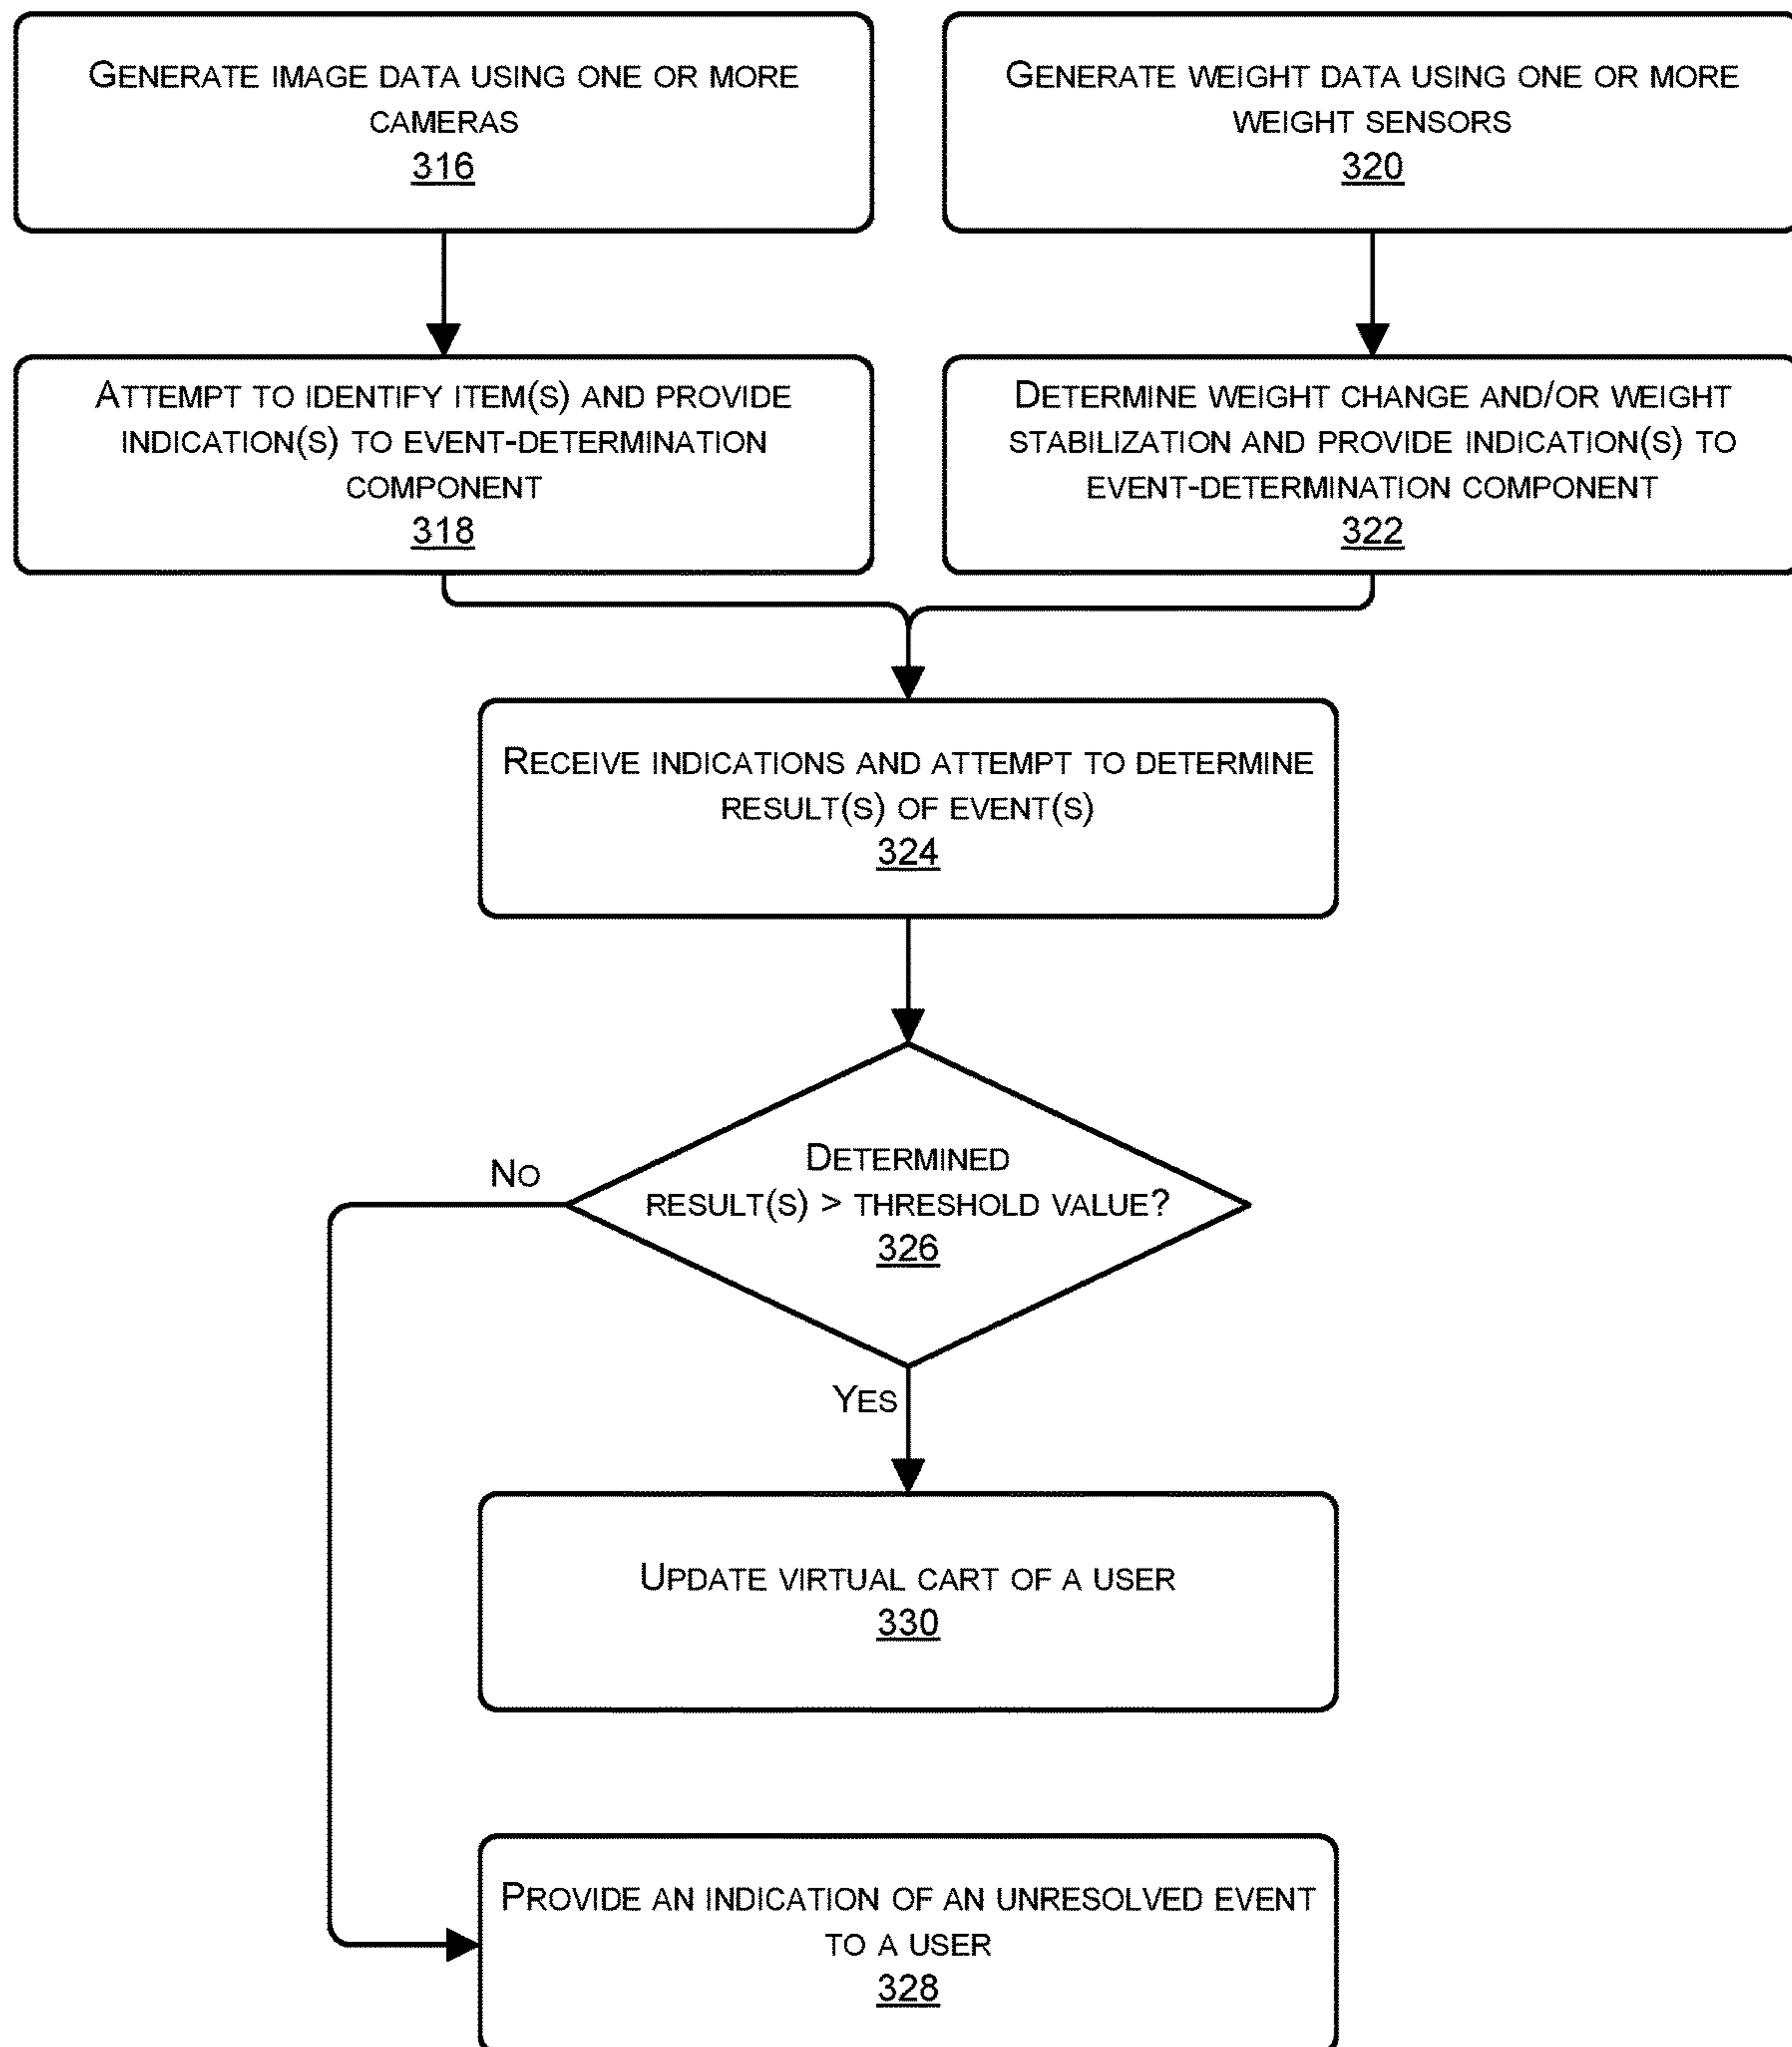 GENERATE IMAGE DATA USING ONE OR MORE
CAMERAS
316
GENERATE WEIGHT DATA USING ONE OR MORE
WEIGHT SENSORS
320
ATTEMPT TO IDENTIFY ITEM(S) AND PROVIDE
INDICATION(S) TO EVENT-DETERMINATION
COMPONENT
318
DETERMINE WEIGHT CHANGE AND/OR WEIGHT
STABILIZATION AND PROVIDE INDICATION(S) TO
EVENT-DETERMINATION COMPONENT
322
RECEIVE INDICATIONS AND ATTEMPT TO DETERMINE
RESULT(S) OF EVENT(S)
324
DETERMINED
RESULT(S) > THRESHOLD VALUE?
326
NO
YES
UPDATE VIRTUAL CART OF A USER
330
PROVIDE AN INDICATION OF AN UNRESOLVED EVENT
TO A USER
328